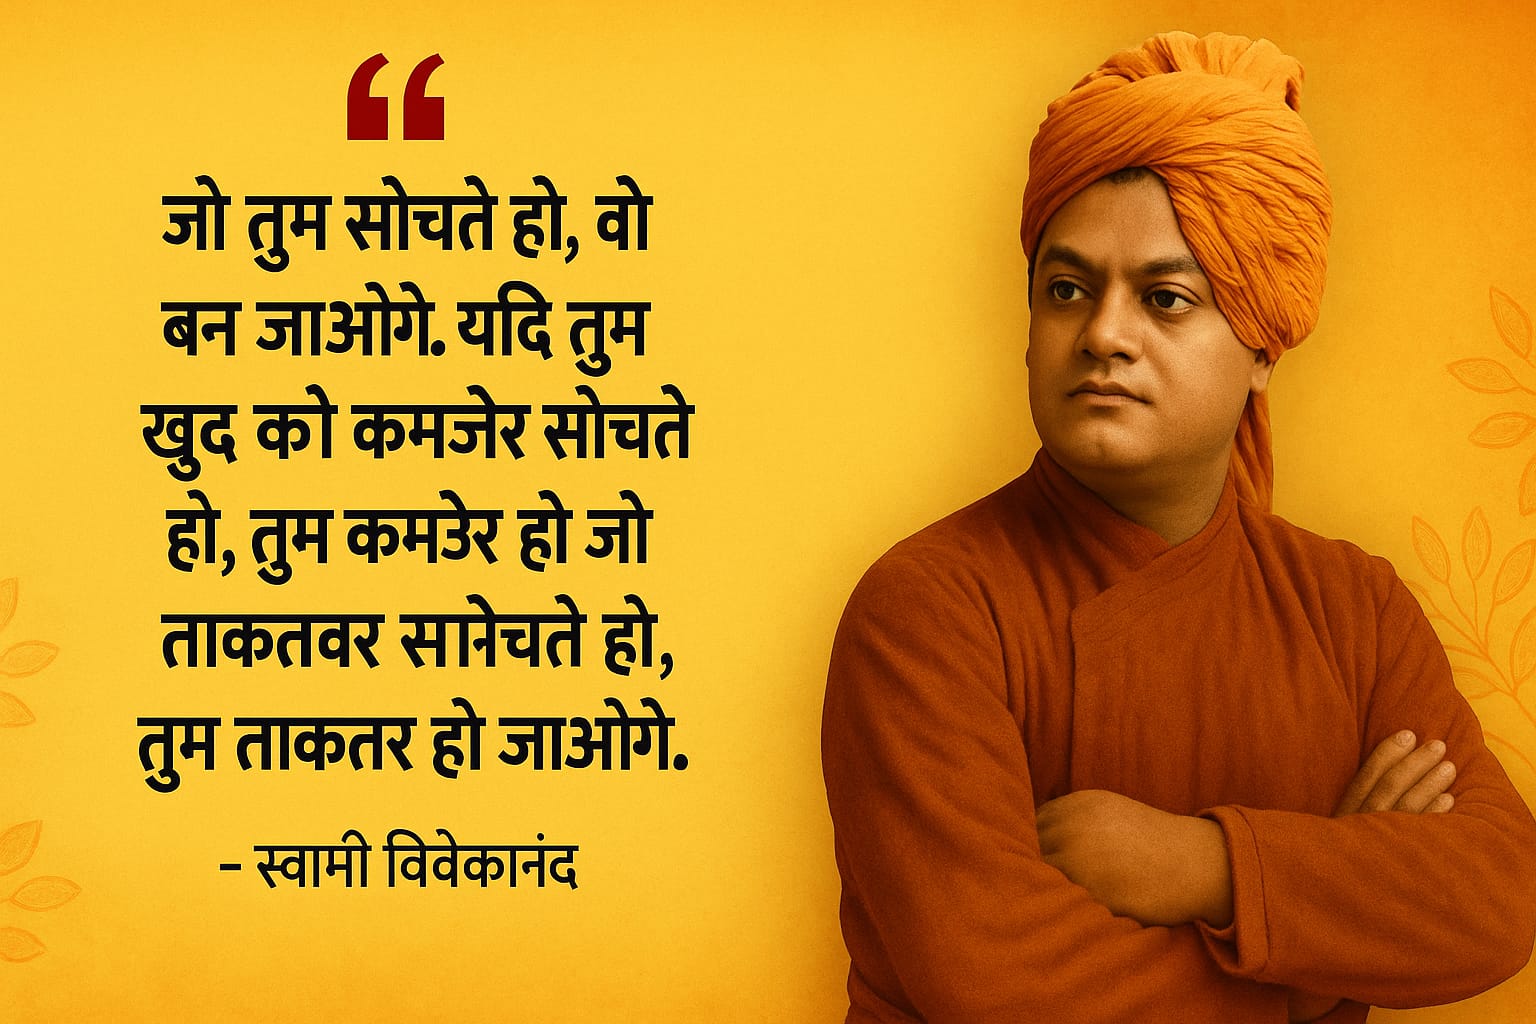 “
जो तुम सोचते हो, वो
बन जाओगे. यदि तुम
खुद को कमजेर सोचते
हो, तुम कमउेर हो जो
ताकतवर सानेचते हो,
तुम ताकतर हो जाओगे.
– स्वामी विवेकानंद